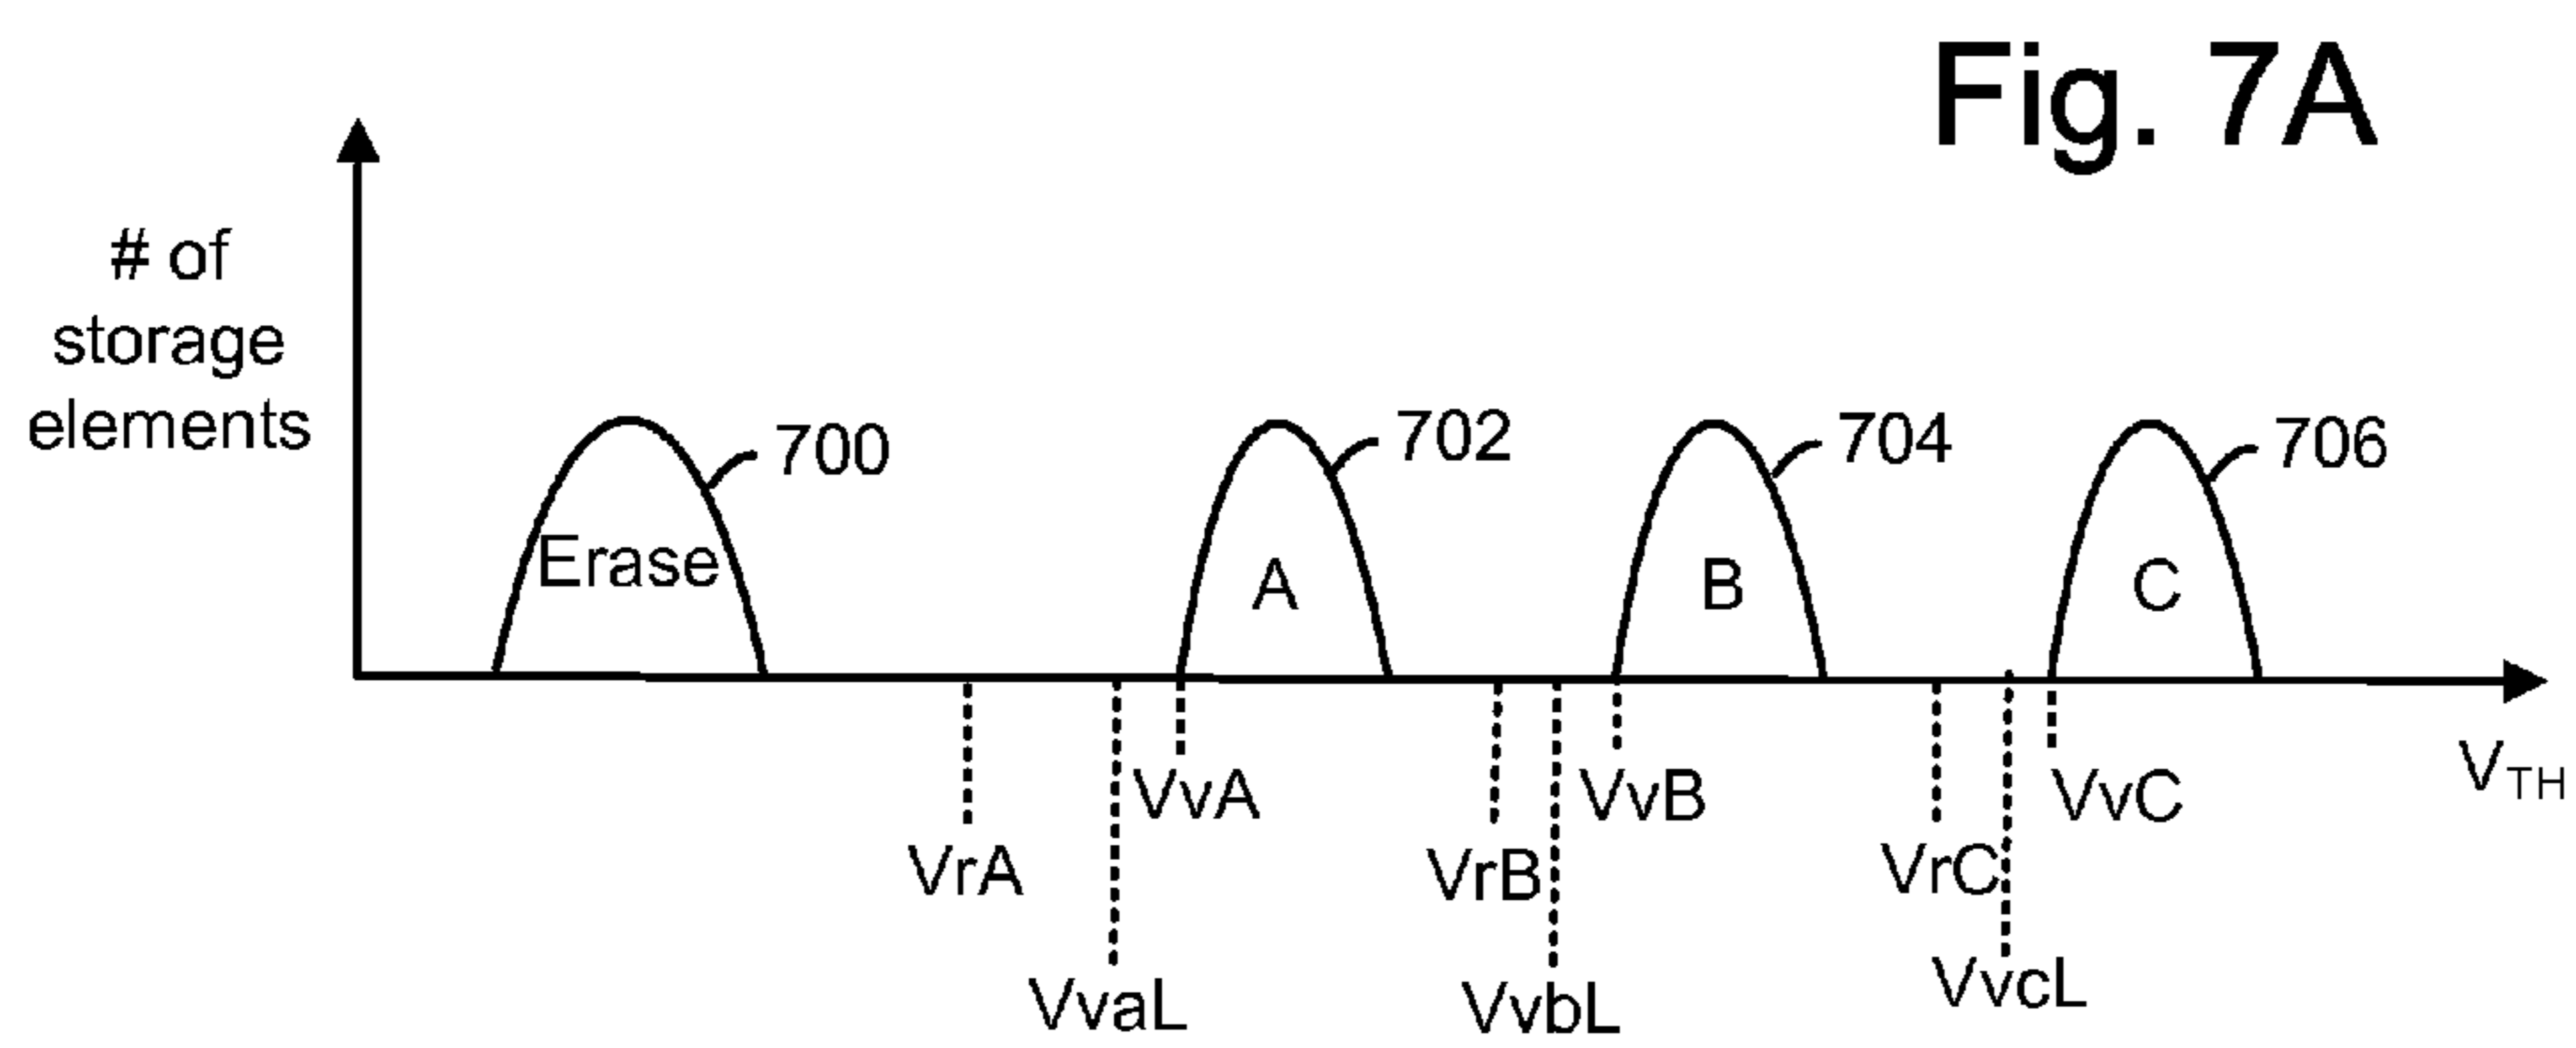 Fig. 7A
# of
storage
elements
700
702
704
706
Erase
A
B
C
VvA
VvB
VvC
VTH
VrA
VrB
VrC
VvaL
VvbL
VvcL